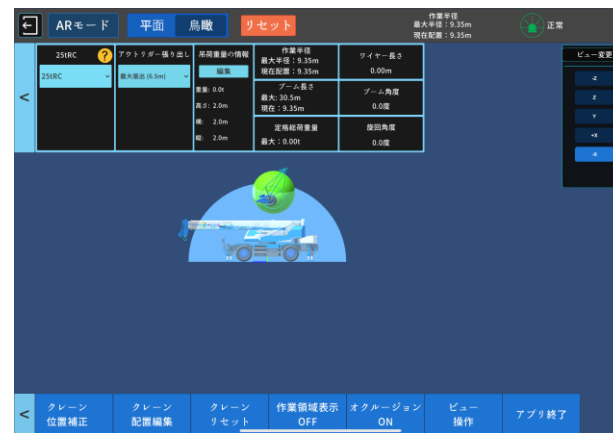 ARモード
平面
鳥瞰
リセット
作業半径
最大半径：9.35m
現在配置：9.35m
正常
<
25tRC
?
25tRC
アウトリガー張り出し
最大張出 (6.5m)
吊荷重量の情報
編集
重量: 0.0t
高さ: 2.0m
横: 2.0m
縦: 2.0m
作業半径
最大半径：9.35m
現在配置：9.35m
ワイヤー長さ
0.00m
ブーム長さ
最大: 30.5m
現在：9.35m
ブーム角度
0.0度
定格総荷重量
最大：0.00t
旋回角度
0.0度
ビュー変更
-Z
Z
Y
+X
-X
<
クレーン
位置補正
クレーン
配置編集
クレーン
リセット
作業領域表示
OFF
オクルージョン
ON
ビュー
操作
アプリ終了